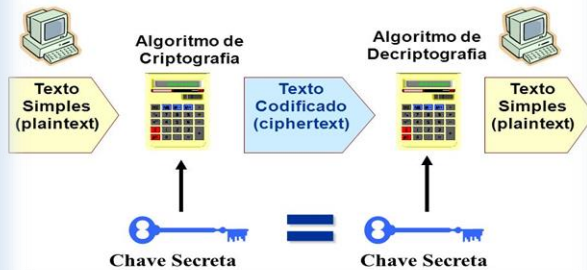 Algoritmo de
Criptografia
Algoritmo de
Decriptografia
Texto
Simples
(plaintext)
Texto
Codificado
(ciphertext)
Texto
Simples
(plaintext)
Chave Secreta
Chave Secreta